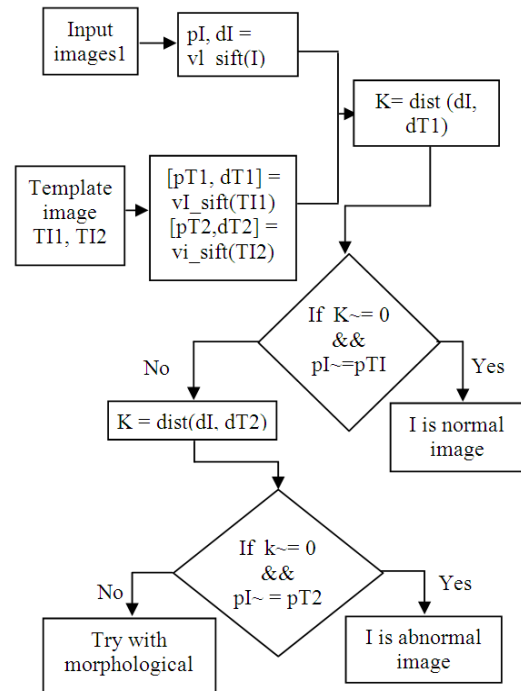 Input
images1
pI, dI =
vl sift(I)
K= dist (dI,
dT1)
Template
image
TI1, TI2
[pT1, dT1] =
vI_sift(TI1)
[pT2,dT2] =
vi_sift(TI2)
If K~= 0
&&
pI~=pTI
No
Yes
K = dist(dI, dT2)
I is normal
image
If k~= 0
&&
pI~ = pT2
No
Yes
Try with
morphological
I is abnormal
image